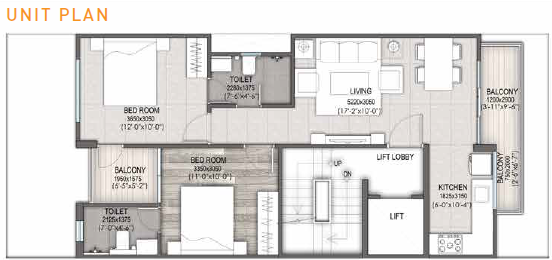 UNIT PLAN
TOILET
2280x1375
(7'-6"x4'-6")
BED ROOM
3650x3050
(12'-0"x10'-0")
LIVING
5220x3050
(17'-2"x10'-0")
BALCONY
1200x2900
3'-11"x9'-6")
BALCONY
1950x1575
(6'-5"x5'-2")
BED ROOM
3350x3050
(11'-0"x10'-0")
UP
ON
LIFT LOBBY
BALCONY
750x2000
(2'-6"x6'-7")
KITCHEN
1825x3150
(6'-0"x10'-4")
TOILET
2125x1375
(7'-0"x4'-6")
LIFT